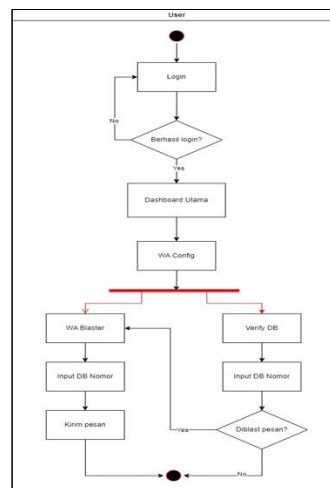 User
Login
No
Berhasil login?
Yes
Dashboard Utama
WA Config
WA Blaster
Verify DB
Input DB Nomor
Input DB Nomor
Kirim pesan
Yes
Diblast pesan?
No